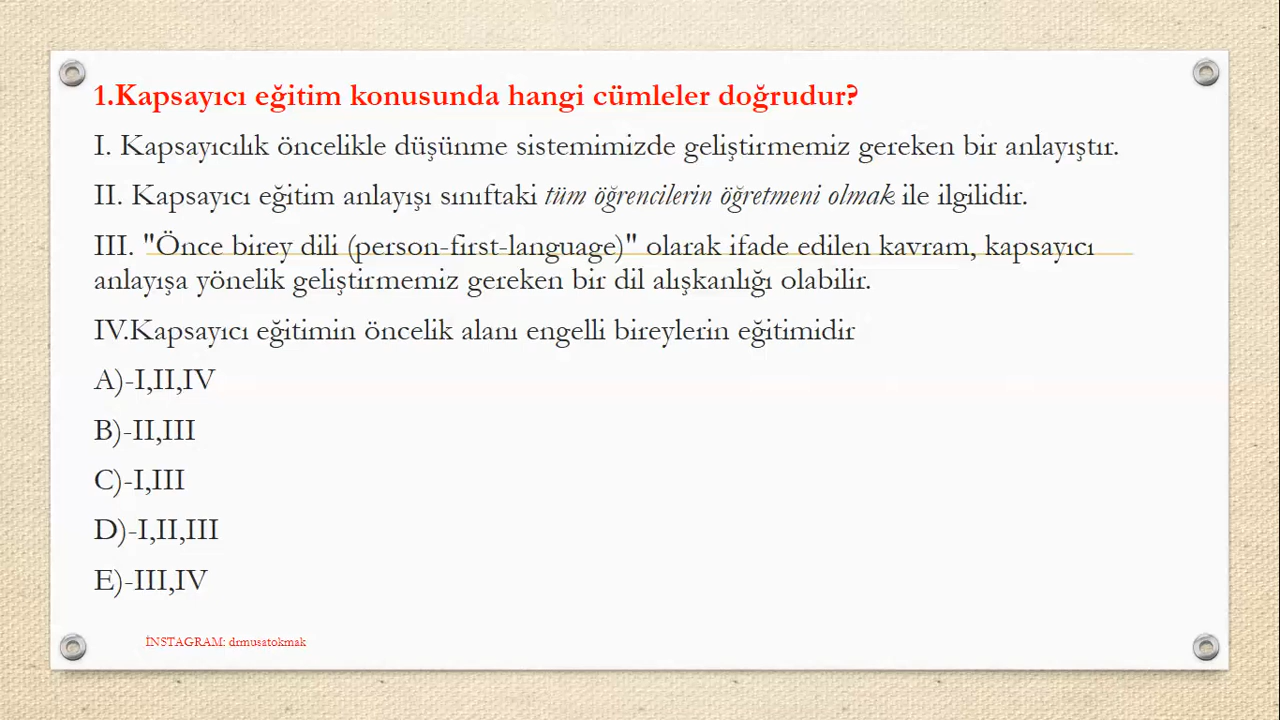 1.Kapsayıcı eğitim konusunda hangi cümleler doğrudur?
I. Kapsayıcılık öncelikle düşünme sistemimizde geliştirmemiz gereken bir anlayıştır.
II. Kapsayıcı eğitim anlayışı sınıftaki tüm öğrencilerin öğretmeni olmak ile ilgilidir.
III. "Önce birey dili (person-first-language)" olarak ifade edilen kavram, kapsayıcı
anlayışa yönelik geliştirmemiz gereken bir dil alışkanlığı olabilir.
IV.Kapsayıcı eğitimin öncelik alanı engelli bireylerin eğitimidir
A)-I,II,IV
B)-II,III
C)-I,III
D)-I,II,III
E)-III,IV
İNSTAGRAM: drmusatokmak